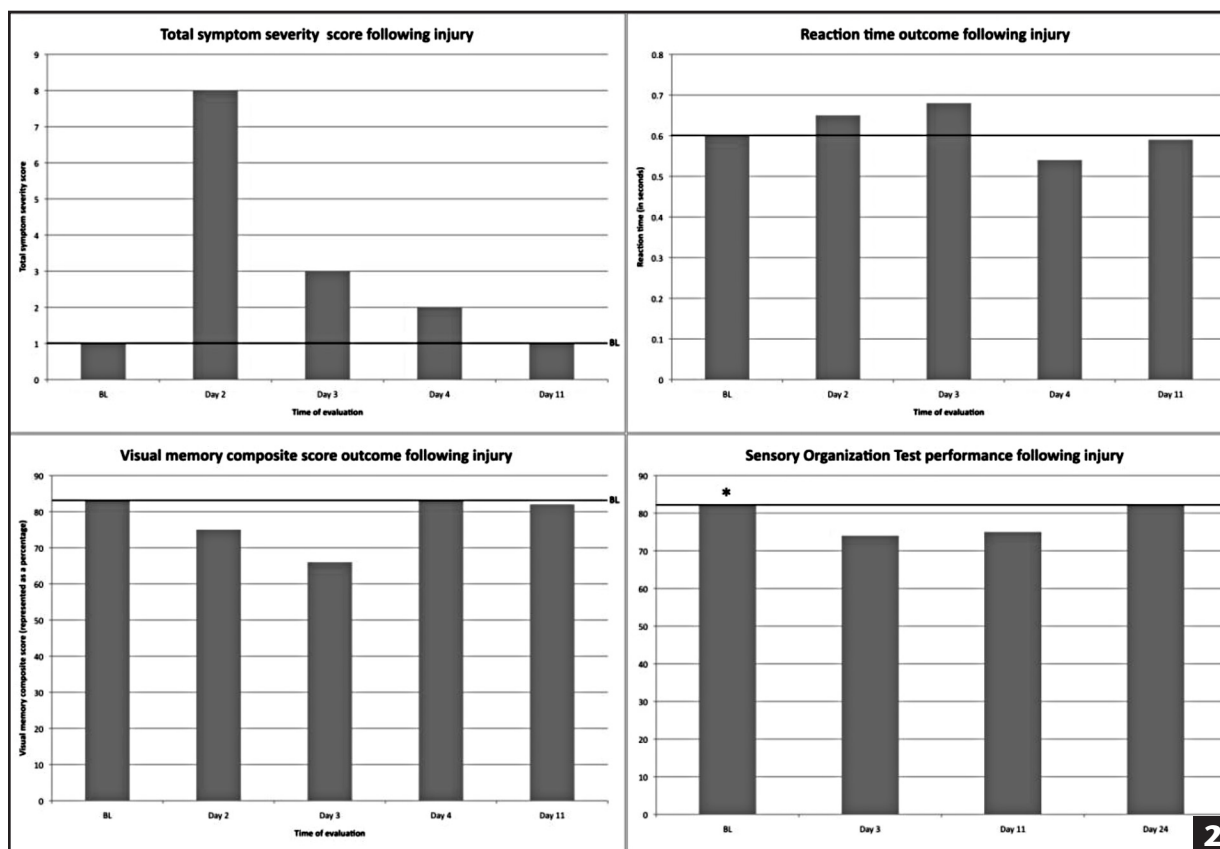 Total symptom severity score following injury
9
8
7
6
5
4
3
2
1
0
Total symptom severity score
BL
BL
Day 2
Day 3
Day 4
Day 11
Time of evaluation
Reaction time outcome following injury
0.8
0.7
0.6
0.5
0.4
0.3
0.2
0.1
0
Reaction time (in seconds)
BL
Day 2
Day 3
Day 4
Day 11
Time of evaluation
Visual memory composite score outcome following injury
90
80
70
60
50
40
30
20
10
0
Visual memory composite score (represented as a percentage)
BL
BL
Day 2
Day 3
Day 4
Day 11
Time of evaluation
Sensory Organization Test performance following injury
90
80
70
60
50
40
30
20
10
0
*
BL
Day 3
Day 11
Day 24
2